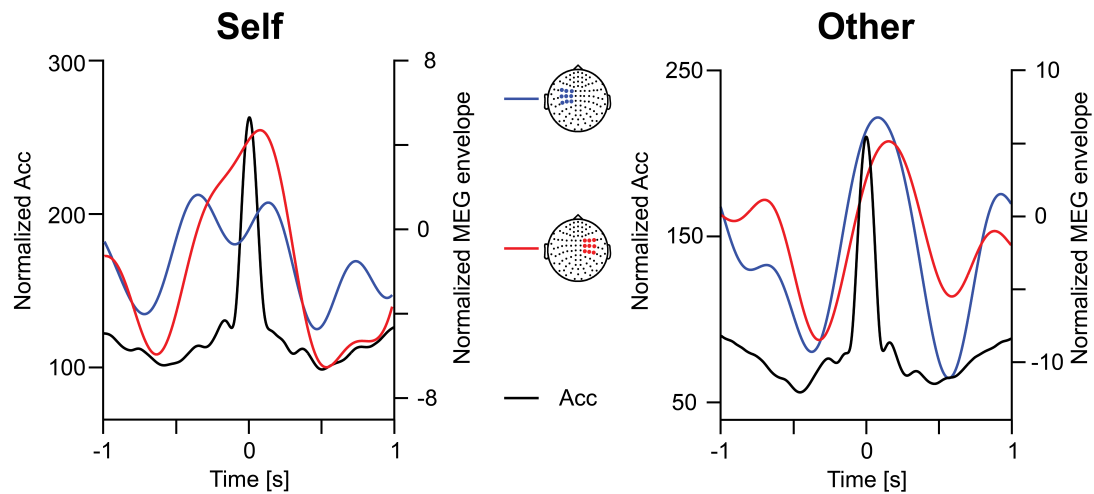 Self
300
200
100
Normalized Acc
8
0
-8
Normalized MEG envelope
-1
0
1
Time [s]
Acc
Other
250
150
50
Normalized Acc
10
0
-10
Normalized MEG envelope
-1
0
1
Time [s]